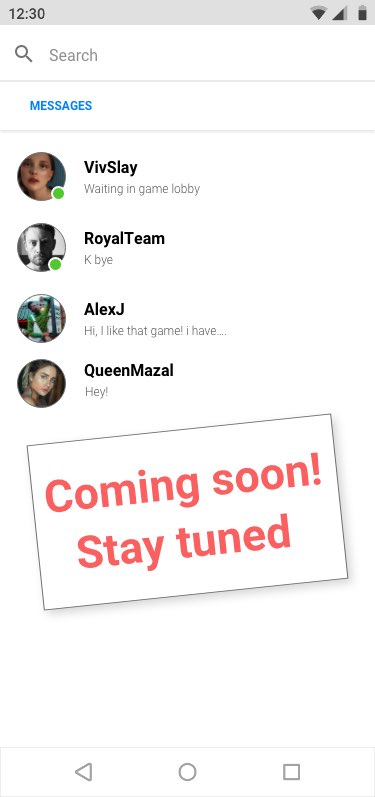 12:30
Search
MESSAGES
VivSlay
Waiting in game lobby
RoyalTeam
K bye
AlexJ
Hi, I like that game! i have....
QueenMazal
Hey!
Coming soon!
Stay tuned